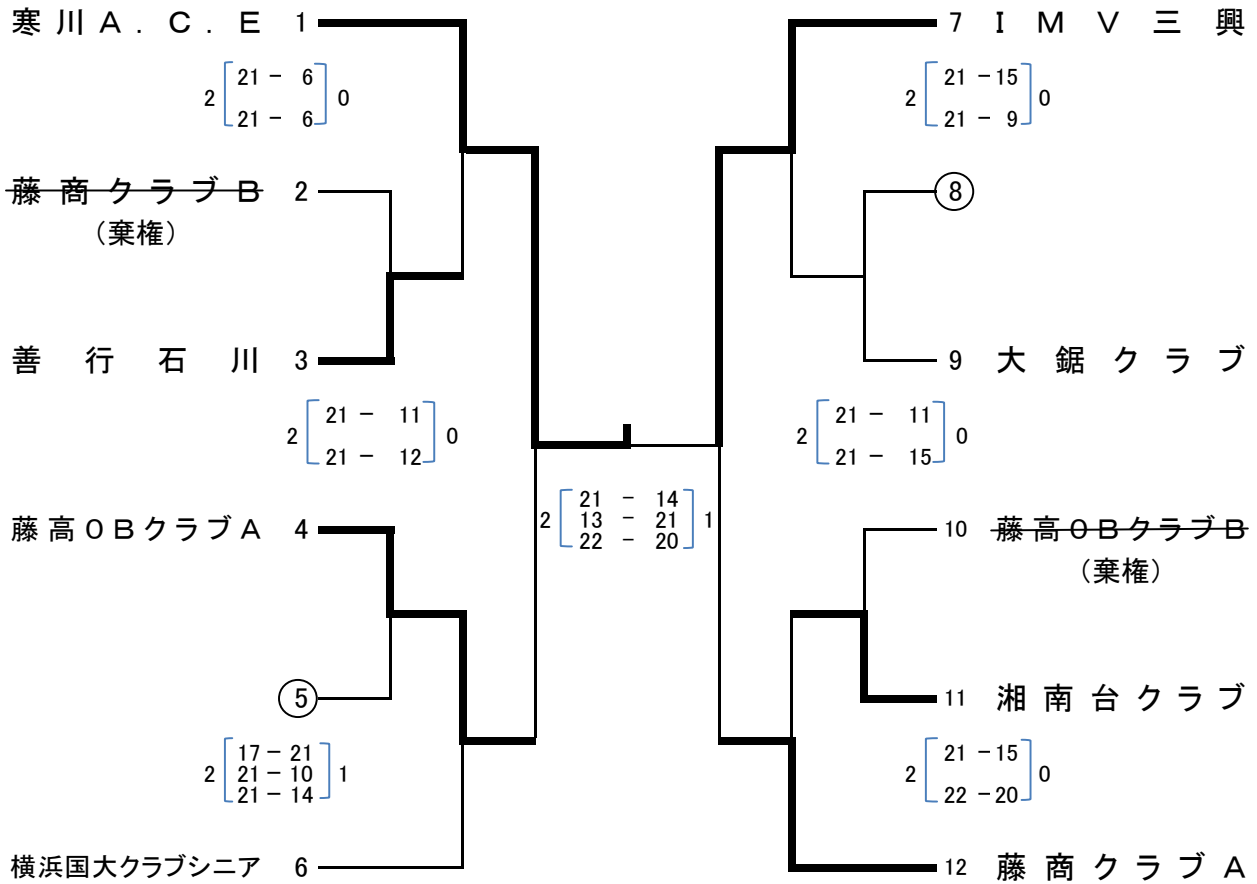 寒川A.C.E 1
2 21 - 6 0
21 - 6
藤商クラブB 2
(棄権)
善行石川 3
2 21 - 11 0
21 - 12
藤高OBクラブA 4
5
2 17 - 21 1
21 - 10
21 - 14
横浜国大クラブシニア 6
2 21 - 14 1
13 - 21
22 - 20
7 IMV三興
2 21 - 15 0
21 - 9
8
9 大鋸クラブ
2 21 - 11 0
21 - 15
10 藤高OBクラブB
(棄権)
11 湘南台クラブ
2 21 - 15 0
22 - 20
12 藤商クラブA